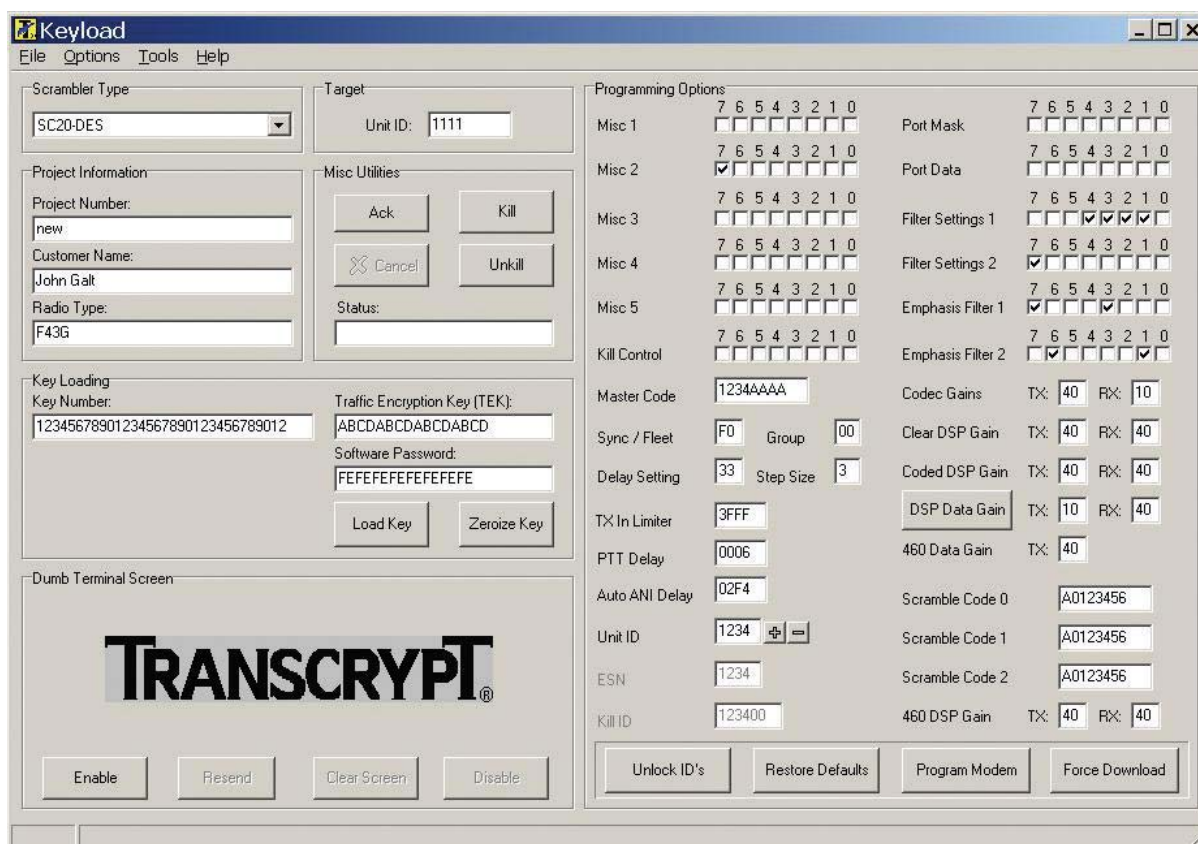 Keyload
File Options Tools Help
Scrambler Type
SC20-DES
Target
Unit ID: 1111
Project Information
Project Number:
new
Customer Name:
John Galt
Radio Type:
F43G
Misc Utilities
Ack Kill
Cancel Unkill
Status:
Key Loading
Key Number:
12345678901234567890123456789012
Traffic Encryption Key (TEK):
ABCDABCDABCDABCD
Software Password:
FEFEFEFEFEFEFEFE
Load Key Zeroize Key
Dumb Terminal Screen
TRANSCRYPT®
Enable Resend Clear Screen Disable
Programming Options
7 6 5 4 3 2 1 0
Misc 1
7 6 5 4 3 2 1 0
Misc 2
7 6 5 4 3 2 1 0
Misc 3
7 6 5 4 3 2 1 0
Misc 4
7 6 5 4 3 2 1 0
Misc 5
7 6 5 4 3 2 1 0
Kill Control
Master Code 1234AAAA
Sync / Fleet F0 Group 00
Delay Setting 33 Step Size 3
TX In Limiter 3FFF
PTT Delay 0006
Auto ANI Delay 02F4
Unit ID 1234
ESN 1234
Kill ID 123400
7 6 5 4 3 2 1 0
Port Mask
7 6 5 4 3 2 1 0
Port Data
7 6 5 4 3 2 1 0
Filter Settings 1
7 6 5 4 3 2 1 0
Filter Settings 2
7 6 5 4 3 2 1 0
Emphasis Filter 1
7 6 5 4 3 2 1 0
Emphasis Filter 2
Codec Gains TX: 40 RX: 10
Clear DSP Gain TX: 40 RX: 40
Coded DSP Gain TX: 40 RX: 40
DSP Data Gain TX: 10 RX: 40
460 Data Gain TX: 40
Scramble Code 0 A0123456
Scramble Code 1 A0123456
Scramble Code 2 A0123456
460 DSP Gain TX: 40 RX: 40
Unlock ID's Restore Defaults Program Modem Force Download